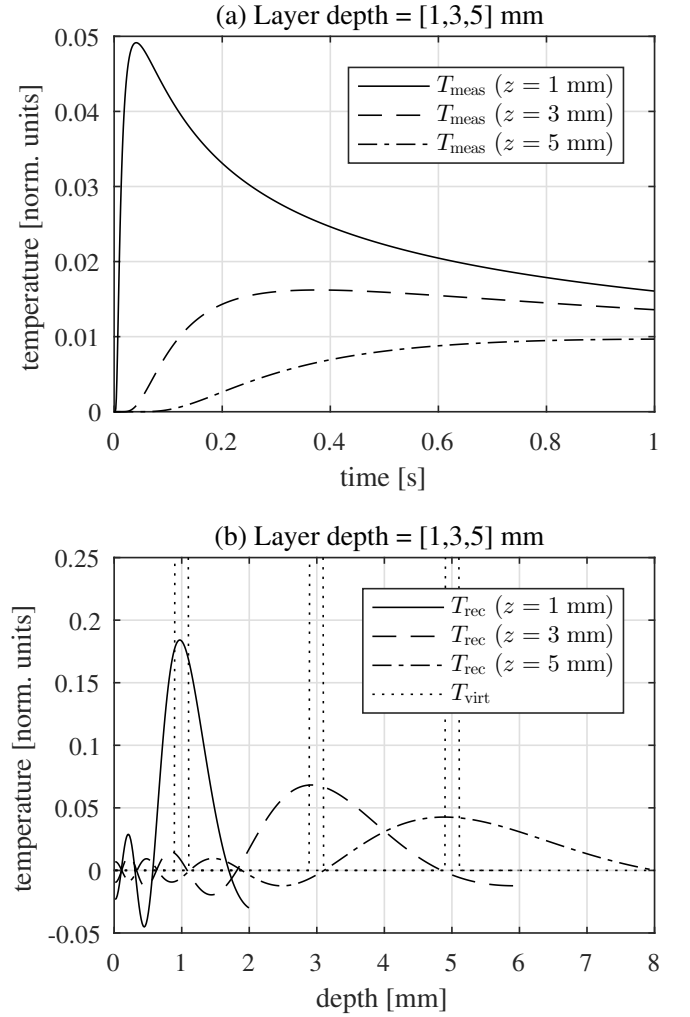 (a) Layer depth = [1,3,5] mm
0.05
0.04
0.03
0.02
0.01
0
temperature [norm. units]
T_meas (z = 1 mm)
T_meas (z = 3 mm)
T_meas (z = 5 mm)
0 0.2 0.4 0.6 0.8 1
time [s]
(b) Layer depth = [1,3,5] mm
0.25
0.2
0.15
0.1
0.05
0
-0.05
temperature [norm. units]
T_rec (z = 1 mm)
T_rec (z = 3 mm)
T_rec (z = 5 mm)
T_virt
0 1 2 3 4 5 6 7 8
depth [mm]